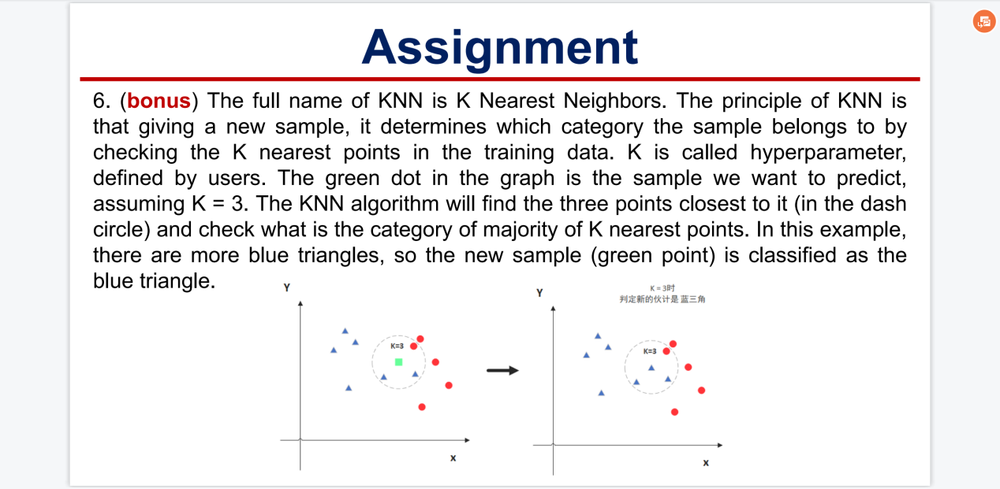 Assignment
6. (bonus) The full name of KNN is K Nearest Neighbors. The principle of KNN is
that giving a new sample, it determines which category the sample belongs to by
checking the K nearest points in the training data. K is called hyperparameter,
defined by users. The green dot in the graph is the sample we want to predict,
assuming K = 3. The KNN algorithm will find the three points closest to it (in the dash
circle) and check what is the category of majority of K nearest points. In this example,
there are more blue triangles, so the new sample (green point) is classified as the
blue triangle.
Y
K=3
X
Y
K = 3时
判定新的伙计是 蓝三角
K=3
X